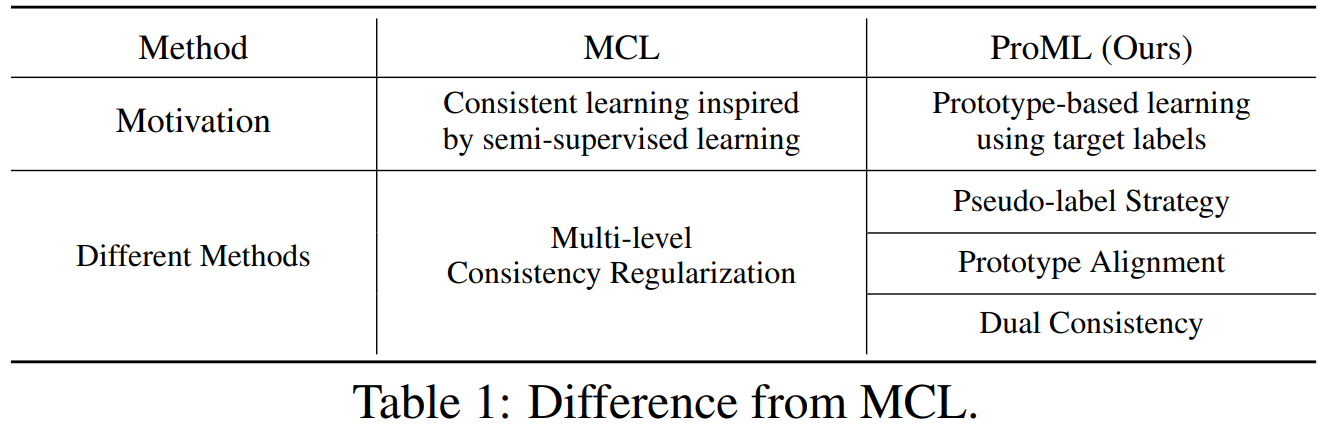 Method MCL ProML (Ours)
Motivation
Consistent learning inspired
by semi-supervised learning
Prototype-based learning
using target labels
Different Methods
Multi-level
Consistency Regularization
Pseudo-label Strategy
Prototype Alignment
Dual Consistency
Table 1: Difference from MCL.